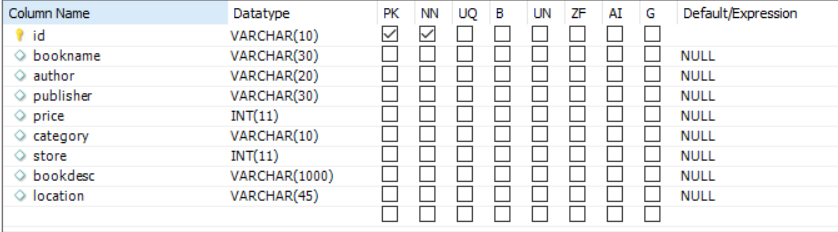 Column Name Datatype PK NN UQ B UN ZF AI G Default/Expression
id VARCHAR(10)
bookname VARCHAR(30) NULL
author VARCHAR(20) NULL
publisher VARCHAR(30) NULL
price INT(11) NULL
category VARCHAR(10) NULL
store INT(11) NULL
bookdesc VARCHAR(1000) NULL
location VARCHAR(45) NULL